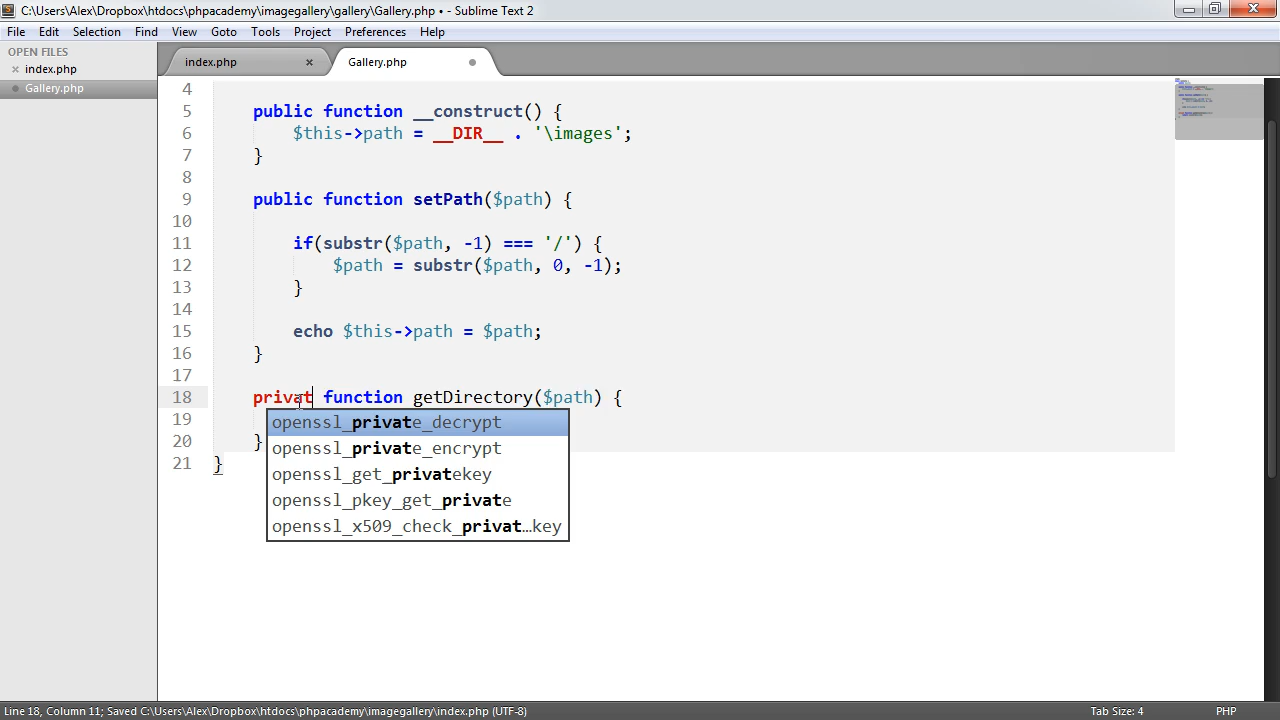 C:\Users\Alex\Dropbox\htdocs\phpacademy\imagegallery\gallery\Gallery.php • - Sublime Text 2
File Edit Selection Find View Goto Tools Project Preferences Help
OPEN FILES
index.php
Gallery.php
index.php Gallery.php
4
5 public function __construct() {
6 $this->path = __DIR__ . '\images';
7 }
8
9 public function setPath($path) {
10
11 if(substr($path, -1) === '/') {
12 $path = substr($path, 0, -1);
13 }
14
15 echo $this->path = $path;
16 }
17
18 privat function getDirectory($path) {
19
20 }
21 }
openssl_private_decrypt
openssl_private_encrypt
openssl_get_privatekey
openssl_pkey_get_private
openssl_x509_check_privat…key
Line 18, Column 11; Saved C:\Users\Alex\Dropbox\htdocs\phpacademy\imagegallery\index.php (UTF-8) Tab Size: 4 PHP